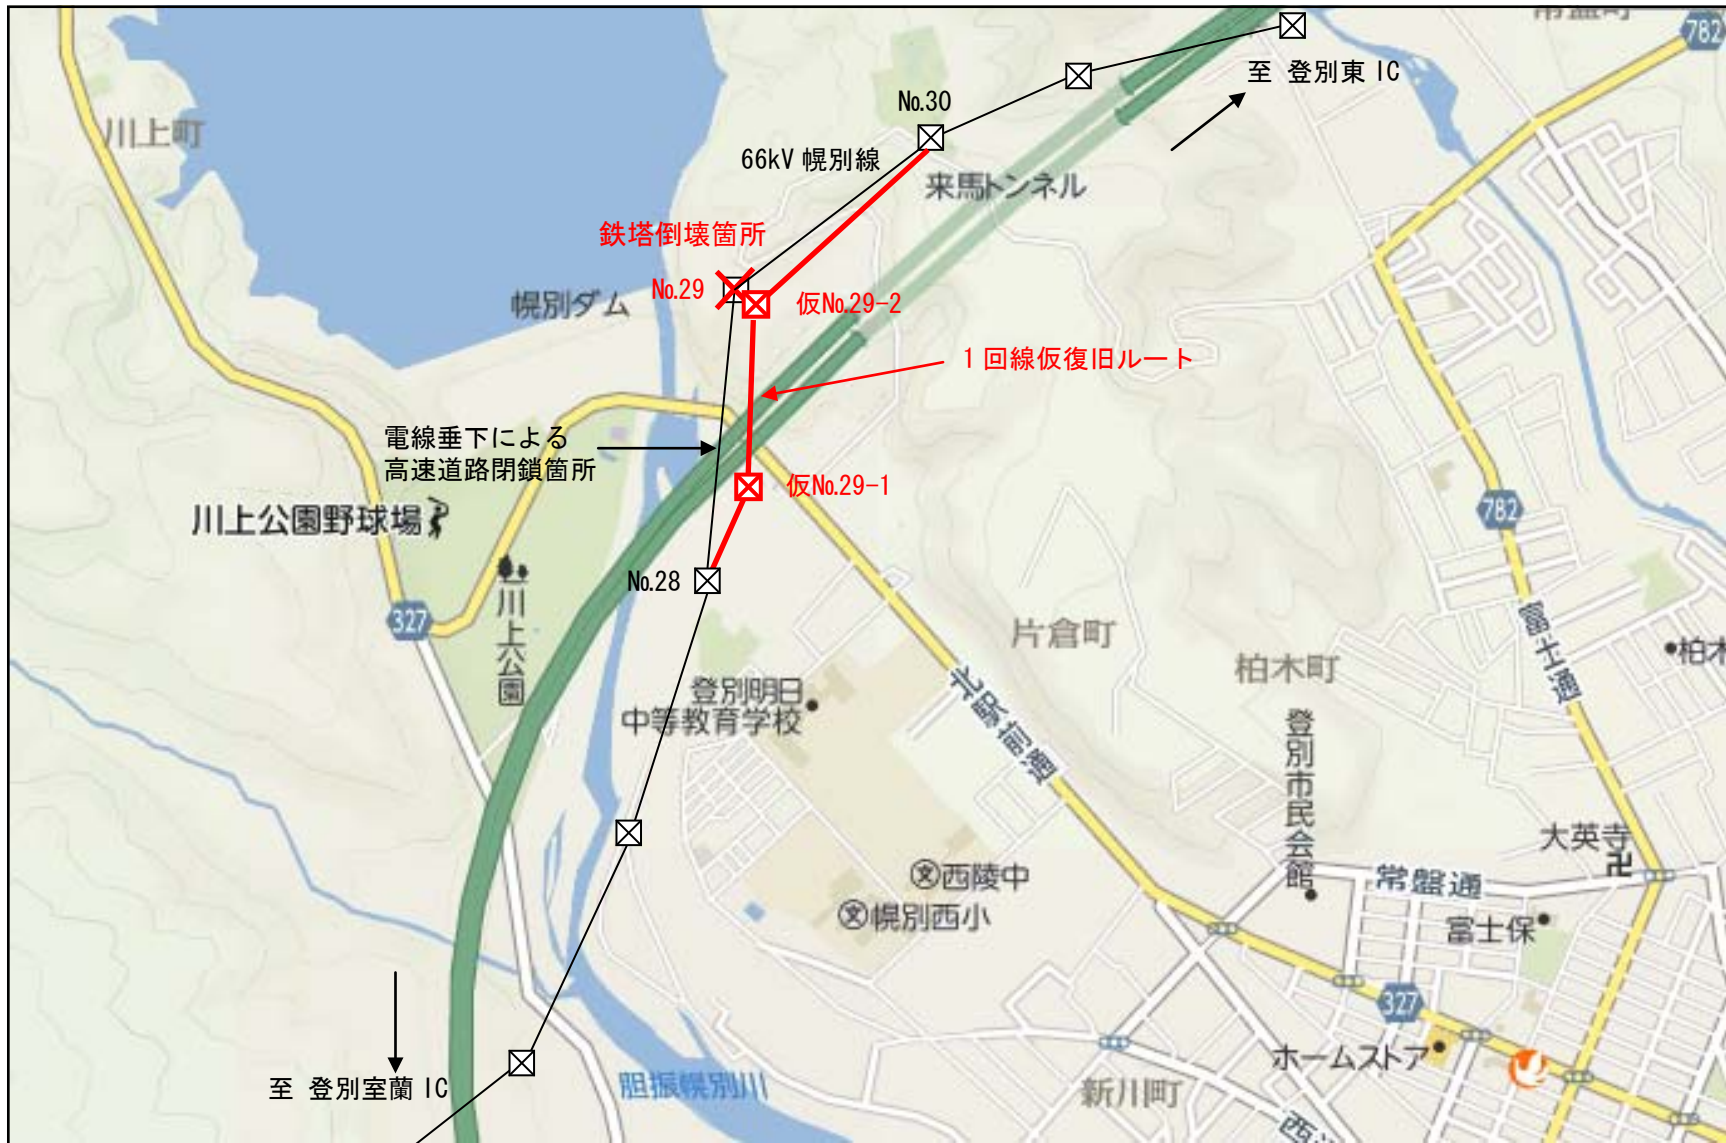 782
至 登別東 IC
No.30
川上町
66kV 幌別線
来馬トンネル
鉄塔倒壊箇所
No.29
仮No.29-2
幌別ダム
1 回線仮復旧ルート
電線垂下による
高速道路閉鎖箇所
仮No.29-1
川上公園野球場
782
No.28
327
川上公園
片倉町
富士通
柏木町
登別明日
中等教育学校
北駅前通
登別市民会館
大英寺
西陵中
常盤通
幌別西小
富士保
327
ホームストア
至 登別室蘭 IC
胆振幌別川
新川町